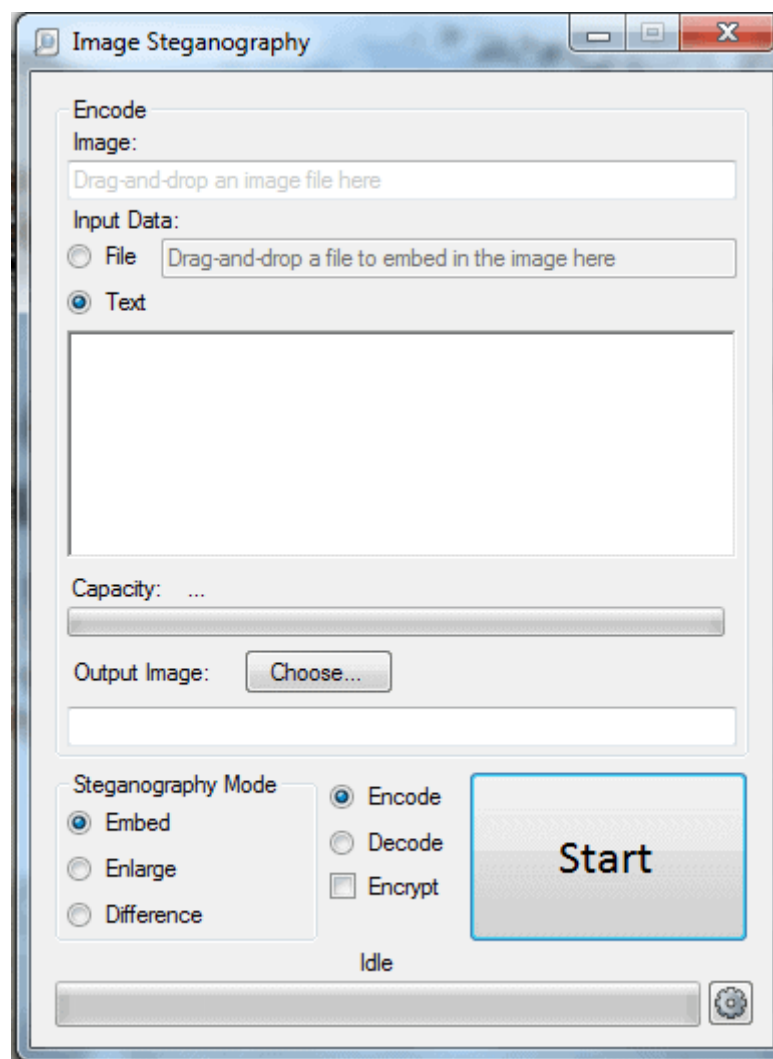 Image Steganography
Encode
Image:
Drag-and-drop an image file here
Input Data:
File Drag-and-drop a file to embed in the image here
Text
Capacity: ...
Output Image: Choose...
Steganography Mode
Embed
Enlarge
Difference
Encode
Decode
Encrypt
Start
Idle